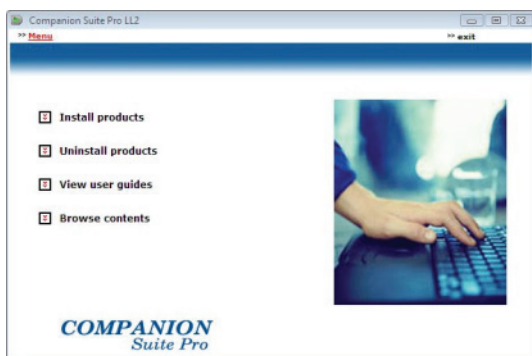 Companion Suite Pro LL2
>> Menu
>> exit
Install products
Uninstall products
View user guides
Browse contents
COMPANION
Suite Pro